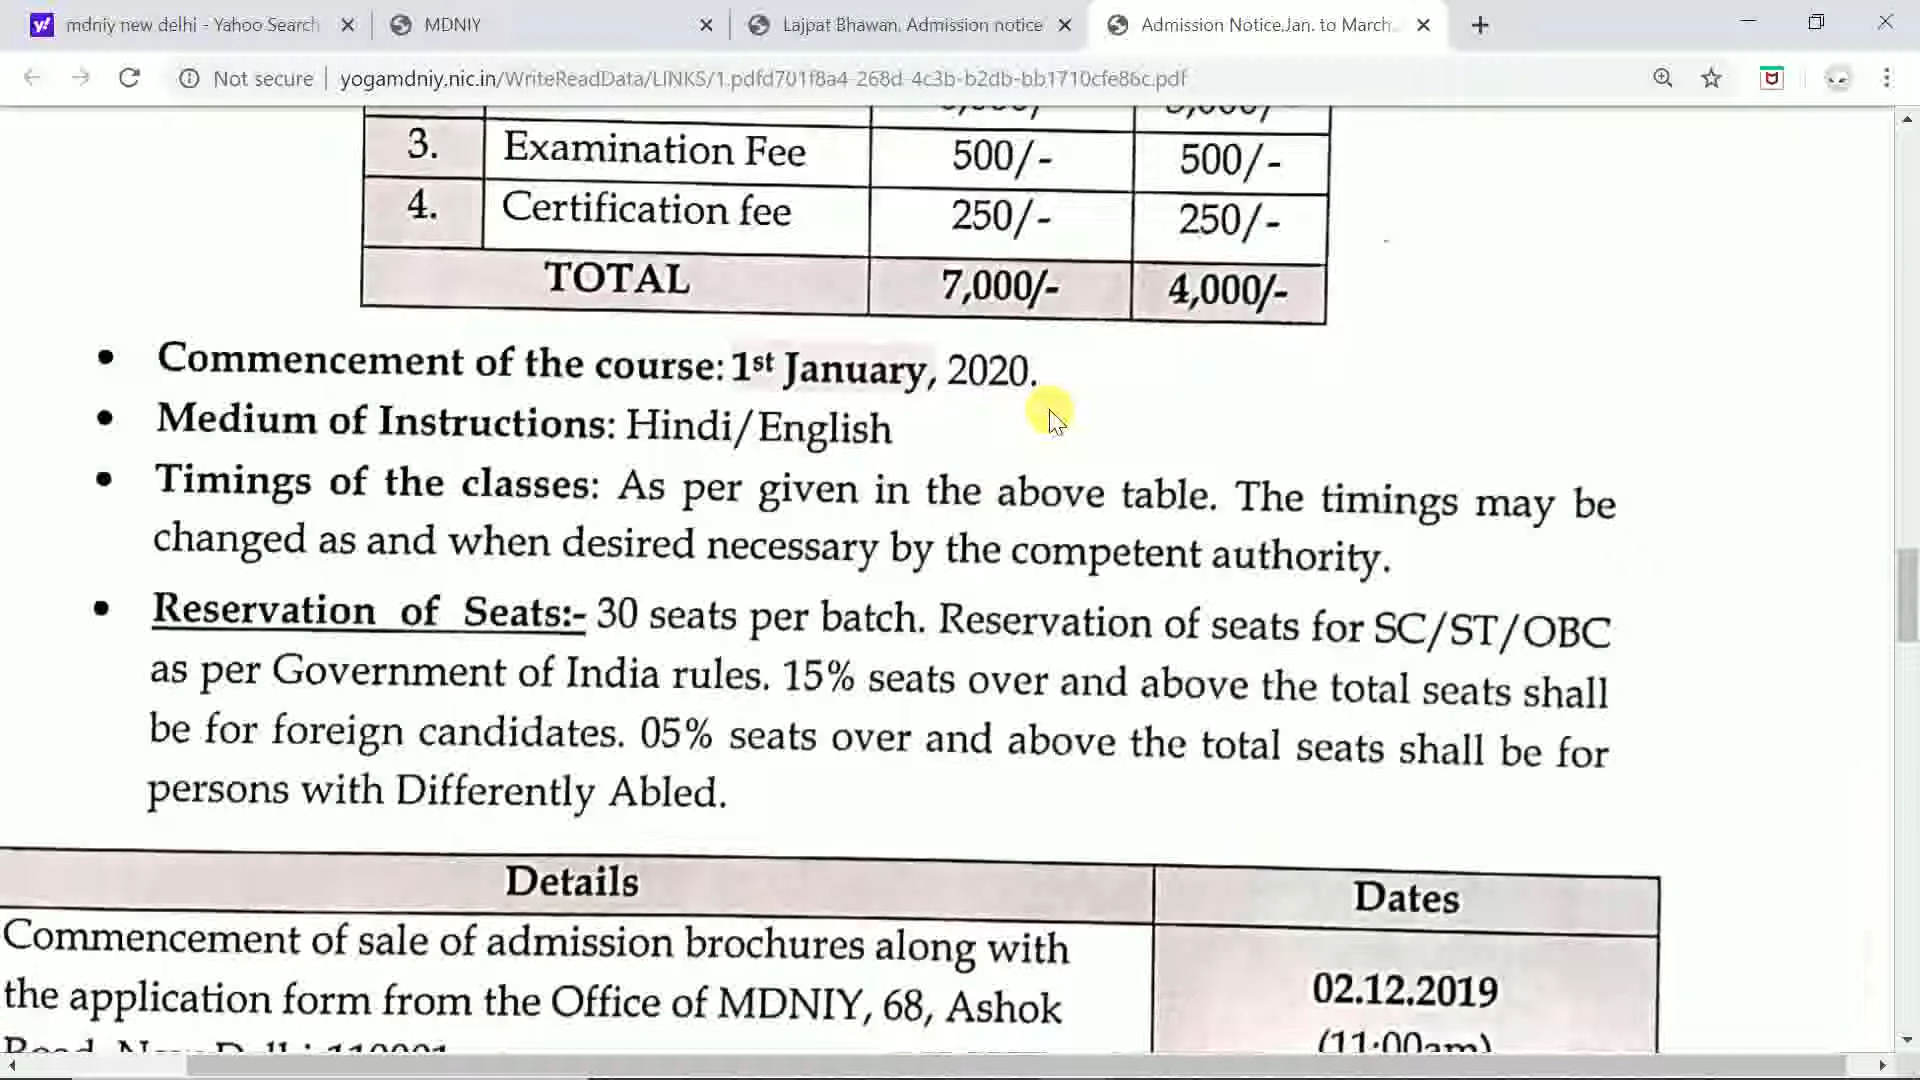 mdniy new delhi - Yahoo Search
MDNIY
Lajpat Bhawan, Admission notice
Admission Notice,Jan. to March
Not secure | yogamdniy.nic.in/WriteReadData/LINKS/1.pdfd701f8a4-268d-4c3b-b2db-bb1710cfe86c.pdf
3. Examination Fee 500/- 500/-
4. Certification fee 250/- 250/-
TOTAL 7,000/- 4,000/-
• Commencement of the course: 1st January, 2020.
• Medium of Instructions: Hindi/English
• Timings of the classes: As per given in the above table. The timings may be
changed as and when desired necessary by the competent authority.
• Reservation of Seats:- 30 seats per batch. Reservation of seats for SC/ST/OBC
as per Government of India rules. 15% seats over and above the total seats shall
be for foreign candidates. 05% seats over and above the total seats shall be for
persons with Differently Abled.
Details Dates
Commencement of sale of admission brochures along with
the application form from the Office of MDNIY, 68, Ashok
02.12.2019
(11:00am)